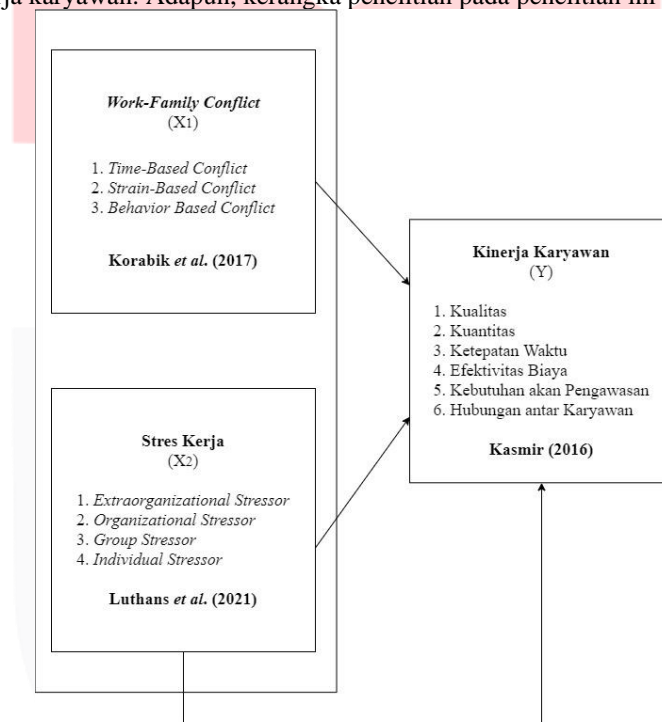 ja karyawan. Adapun, kerangka penelitian pada penelitian ini
Work-Family Conflict
(X1)
1. Time-Based Conflict
2. Strain-Based Conflict
3. Behavior Based Conflict
Korabik et al. (2017)
Stres Kerja
(X2)
1. Extraorganizational Stressor
2. Organizational Stressor
3. Group Stressor
4. Individual Stressor
Luthans et al. (2021)
Kinerja Karyawan
(Y)
1. Kualitas
2. Kuantitas
3. Ketepatan Waktu
4. Efektivitas Biaya
5. Kebutuhan akan Pengawasan
6. Hubungan antar Karyawan
Kasmir (2016)